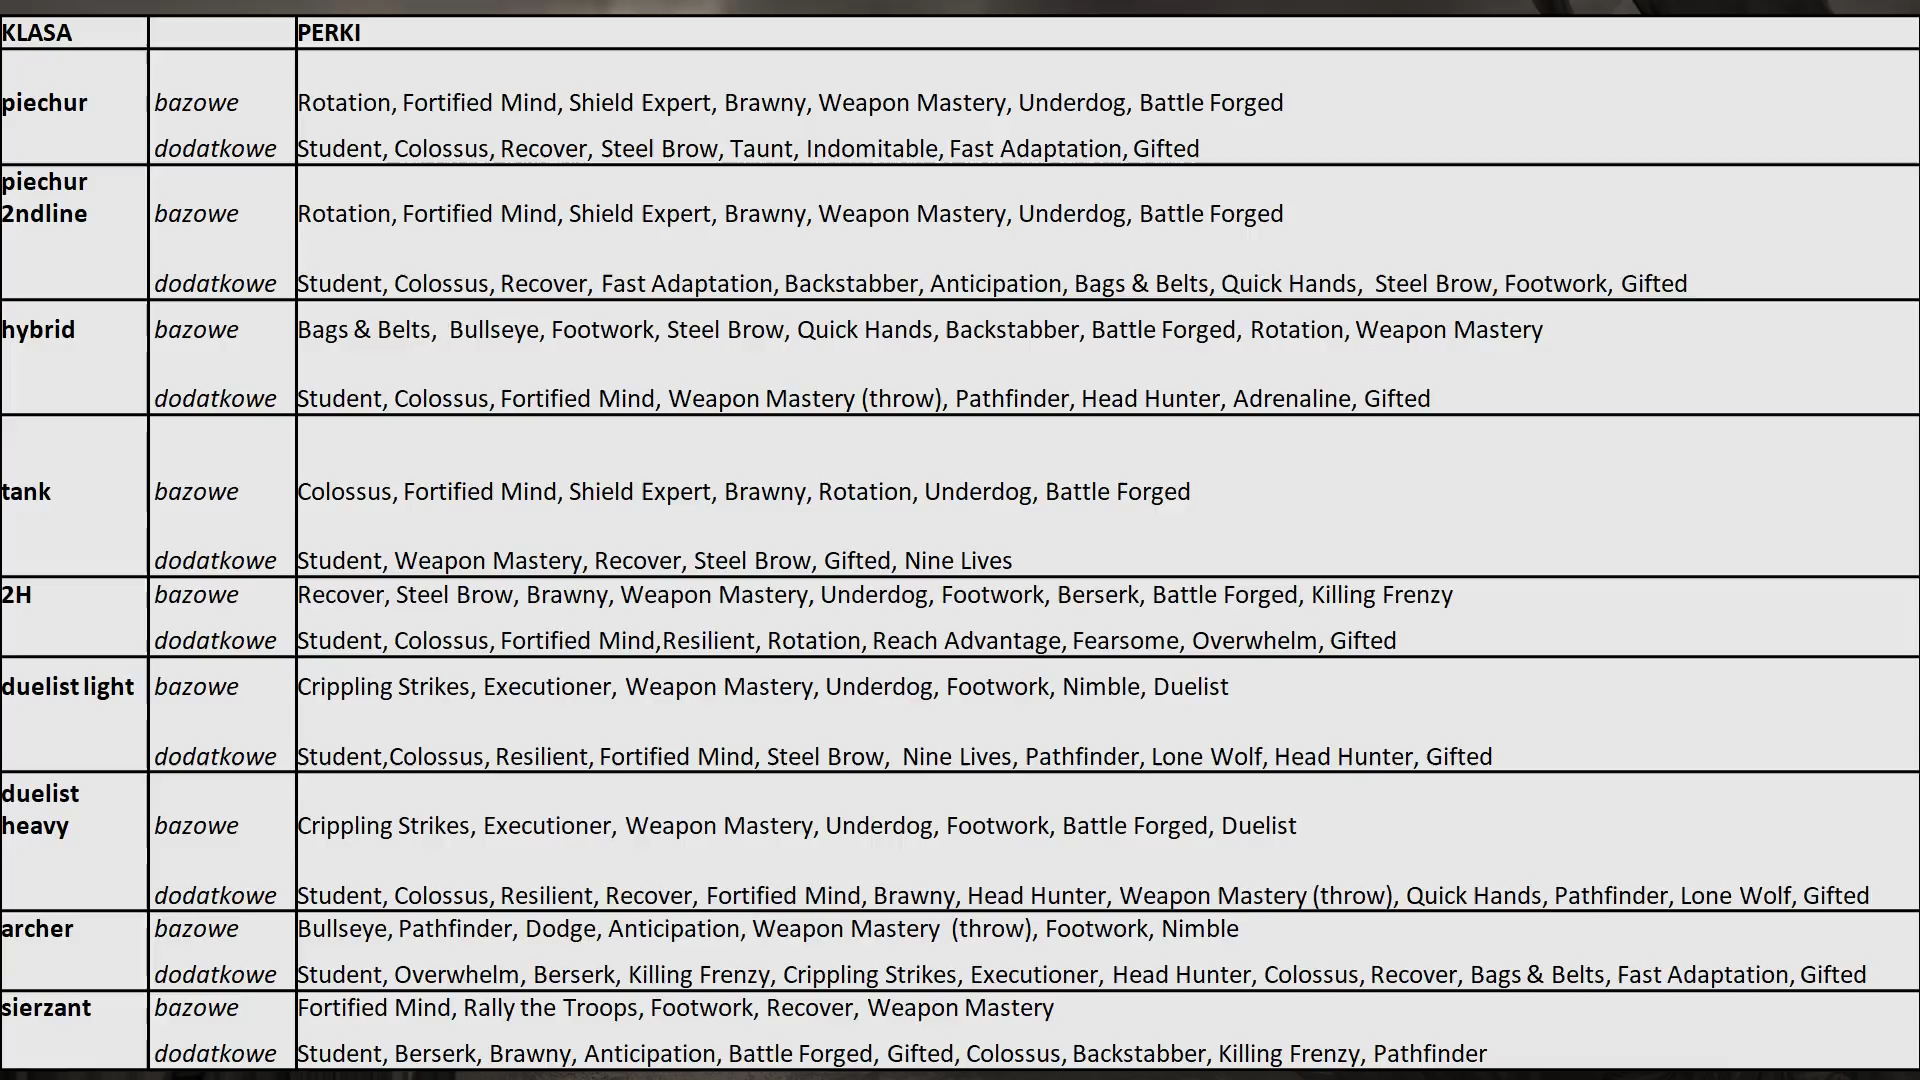 KLASA PERKI
piechur bazowe Rotation, Fortified Mind, Shield Expert, Brawny, Weapon Mastery, Underdog, Battle Forged
dodatkowe Student, Colossus, Recover, Steel Brow, Taunt, Indomitable, Fast Adaptation, Gifted
piechur
2ndline bazowe Rotation, Fortified Mind, Shield Expert, Brawny, Weapon Mastery, Underdog, Battle Forged
dodatkowe Student, Colossus, Recover, Fast Adaptation, Backstabber, Anticipation, Bags & Belts, Quick Hands,  Steel Brow, Footwork, Gifted
hybrid bazowe Bags & Belts,  Bullseye, Footwork, Steel Brow, Quick Hands, Backstabber, Battle Forged, Rotation, Weapon Mastery
dodatkowe Student, Colossus, Fortified Mind, Weapon Mastery (throw), Pathfinder, Head Hunter, Adrenaline, Gifted
tank bazowe Colossus, Fortified Mind, Shield Expert, Brawny, Rotation, Underdog, Battle Forged
dodatkowe Student, Weapon Mastery, Recover, Steel Brow, Gifted, Nine Lives
2H bazowe Recover, Steel Brow, Brawny, Weapon Mastery, Underdog, Footwork, Berserk, Battle Forged, Killing Frenzy
dodatkowe Student, Colossus, Fortified Mind,Resilient, Rotation, Reach Advantage, Fearsome, Overwhelm, Gifted
duelist light bazowe Crippling Strikes, Executioner, Weapon Mastery, Underdog, Footwork, Nimble, Duelist
dodatkowe Student,Colossus, Resilient, Fortified Mind, Steel Brow,  Nine Lives, Pathfinder, Lone Wolf, Head Hunter, Gifted
duelist
heavy bazowe Crippling Strikes, Executioner, Weapon Mastery, Underdog, Footwork, Battle Forged, Duelist
dodatkowe Student, Colossus, Resilient, Recover, Fortified Mind, Brawny, Head Hunter, Weapon Mastery (throw), Quick Hands, Pathfinder, Lone Wolf, Gifted
archer bazowe Bullseye, Pathfinder, Dodge, Anticipation, Weapon Mastery  (throw), Footwork, Nimble
dodatkowe Student, Overwhelm, Berserk, Killing Frenzy, Crippling Strikes, Executioner, Head Hunter, Colossus, Recover, Bags & Belts, Fast Adaptation, Gifted
sierzant bazowe Fortified Mind, Rally the Troops, Footwork, Recover, Weapon Mastery
dodatkowe Student, Berserk, Brawny, Anticipation, Battle Forged, Gifted, Colossus, Backstabber, Killing Frenzy, Pathfinder